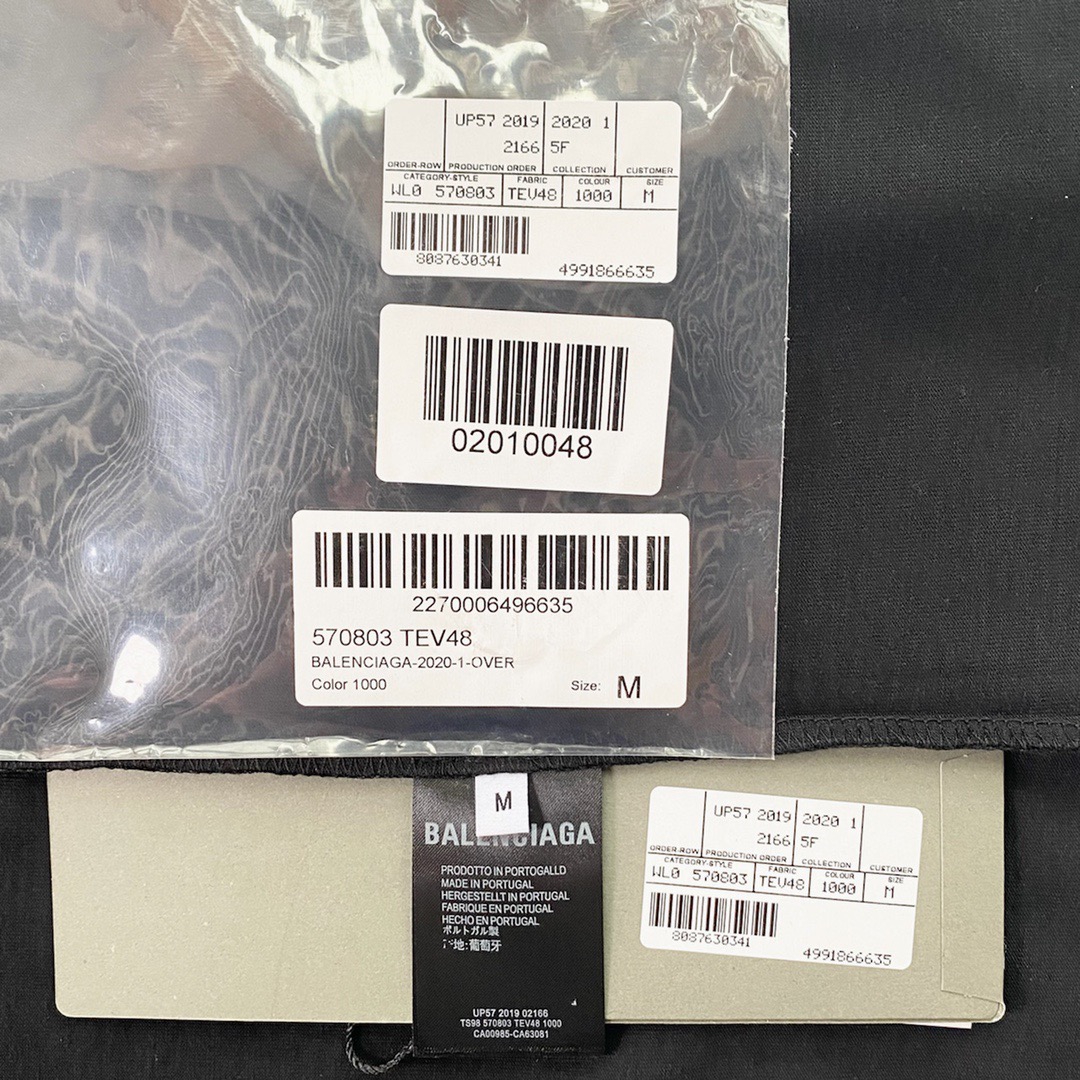 UP57 2019 2020 1
2166 5F
ORDER-ROW PRODUCTION ORDER COLLECTION CUSTOMER
CATEGORY-STYLE FABRIC COLOUR SIZE
WL0 570803 TEV48 1000 M
8087630341
4991866635
02010048
2270006496635
570803 TEV48
BALENCIAGA-2020-1-OVER
Color 1000 Size: M
M
BALENCIAGA
PRODOTTO IN PORTOGALLO
MADE IN PORTUGAL
HERGESTELLT IN PORTUGAL
FABRIQUE EN PORTUGAL
HECHO EN PORTUGAL
ポルトガル製
地:葡萄牙
UP57 2019 02166
TS98 570803 TEV48 1000
CA00985-CA63081
UP57 2019 2020 1
2166 5F
ORDER-ROW PRODUCTION ORDER COLLECTION CUSTOMER
CATEGORY-STYLE FABRIC COLOUR SIZE
WL0 570803 TEV48 1000 M
8087630341
4991866635